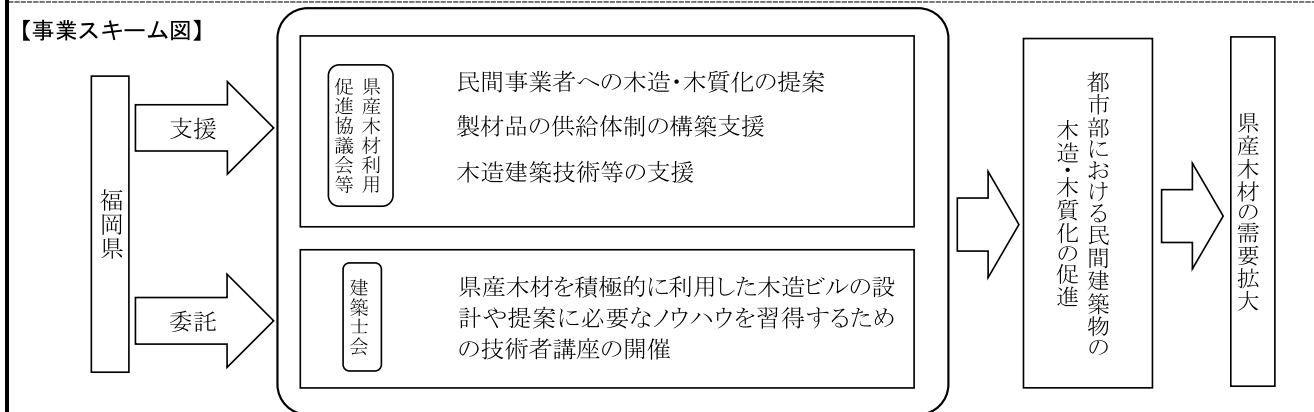 【事業スキーム図】
福岡県
支援
県産木材利用
促進協議会等
民間事業者への木造・木質化の提案
製材品の供給体制の構築支援
木造建築技術等の支援
委託
建築士会
県産木材を積極的に利用した木造ビルの設
計や提案に必要なノウハウを習得するため
の技術者講座の開催
都市部における民間建築物の
木造・木質化の促進
県産木材の需要拡大